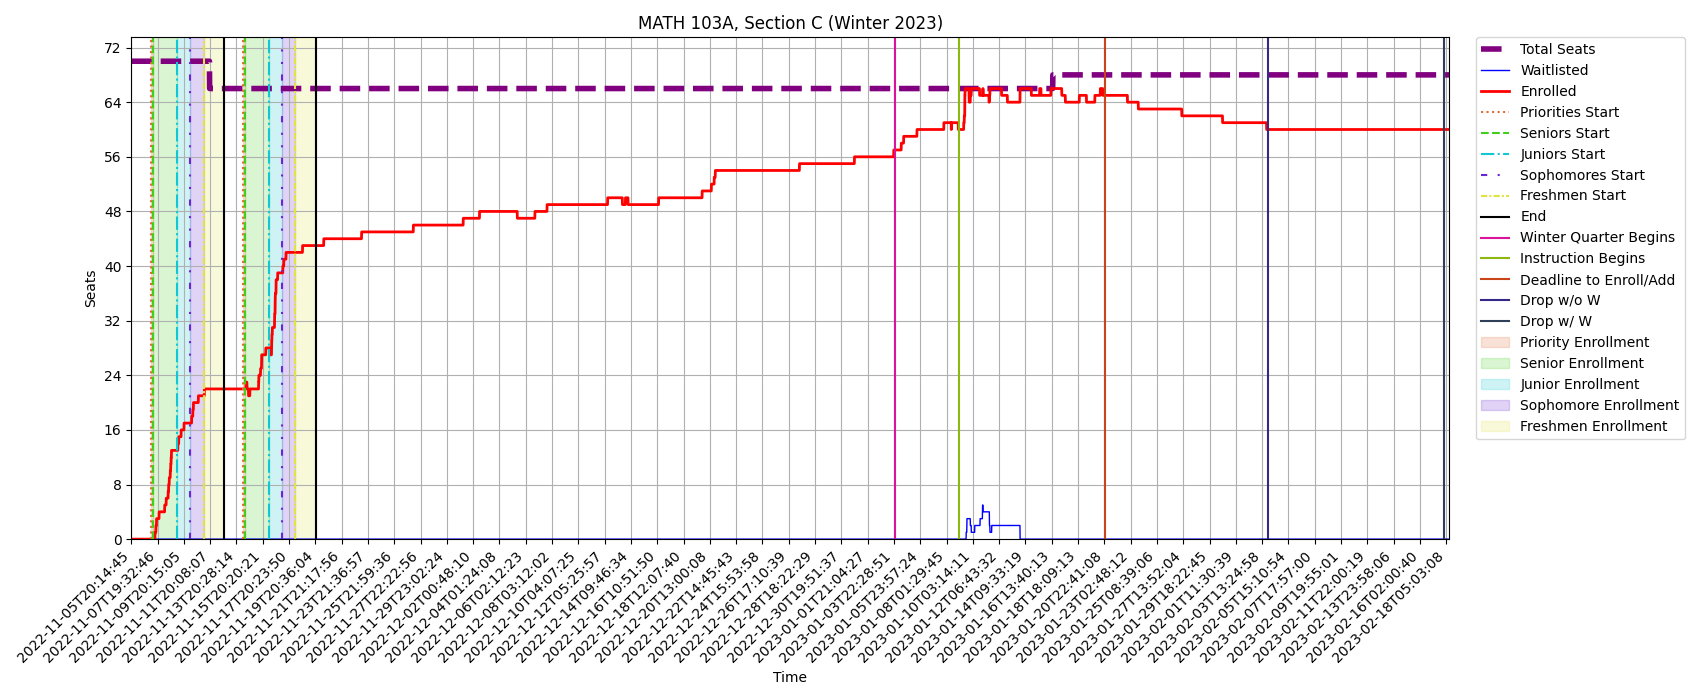 MATH 103A, Section C (Winter 2023)
72
64
56
48
40
32
24
16
8
0
Seats
2022-11-05T20:14:45
2022-11-07T19:32:46
2022-11-09T20:15:05
2022-11-11T20:08:07
2022-11-13T20:28:14
2022-11-15T20:20:21
2022-11-17T20:23:50
2022-11-19T20:36:04
2022-11-21T21:17:56
2022-11-23T21:36:57
2022-11-25T21:59:36
2022-11-27T22:22:56
2022-11-29T23:02:24
2022-12-02T00:48:10
2022-12-04T01:24:08
2022-12-06T02:12:23
2022-12-08T03:12:02
2022-12-10T04:07:25
2022-12-12T05:25:57
2022-12-14T09:46:34
2022-12-16T10:51:50
2022-12-18T12:07:40
2022-12-20T13:00:08
2022-12-22T14:45:43
2022-12-24T15:53:58
2022-12-26T17:10:39
2022-12-28T18:22:29
2022-12-30T19:51:37
2023-01-01T21:04:27
2023-01-03T22:28:51
2023-01-05T23:57:24
2023-01-08T01:29:45
2023-01-10T03:14:11
2023-01-12T06:43:32
2023-01-14T09:33:19
2023-01-16T13:40:13
2023-01-18T18:09:13
2023-01-20T22:41:08
2023-01-23T02:48:12
2023-01-25T08:39:06
2023-01-27T13:52:04
2023-01-29T18:22:45
2023-02-01T11:30:39
2023-02-03T13:24:58
2023-02-05T15:10:54
2023-02-07T17:57:00
2023-02-09T19:55:01
2023-02-11T22:00:19
2023-02-13T23:58:06
2023-02-16T02:00:40
2023-02-18T05:03:08
Time
Total Seats
Waitlisted
Enrolled
Priorities Start
Seniors Start
Juniors Start
Sophomores Start
Freshmen Start
End
Winter Quarter Begins
Instruction Begins
Deadline to Enroll/Add
Drop w/o W
Drop w/ W
Priority Enrollment
Senior Enrollment
Junior Enrollment
Sophomore Enrollment
Freshmen Enrollment